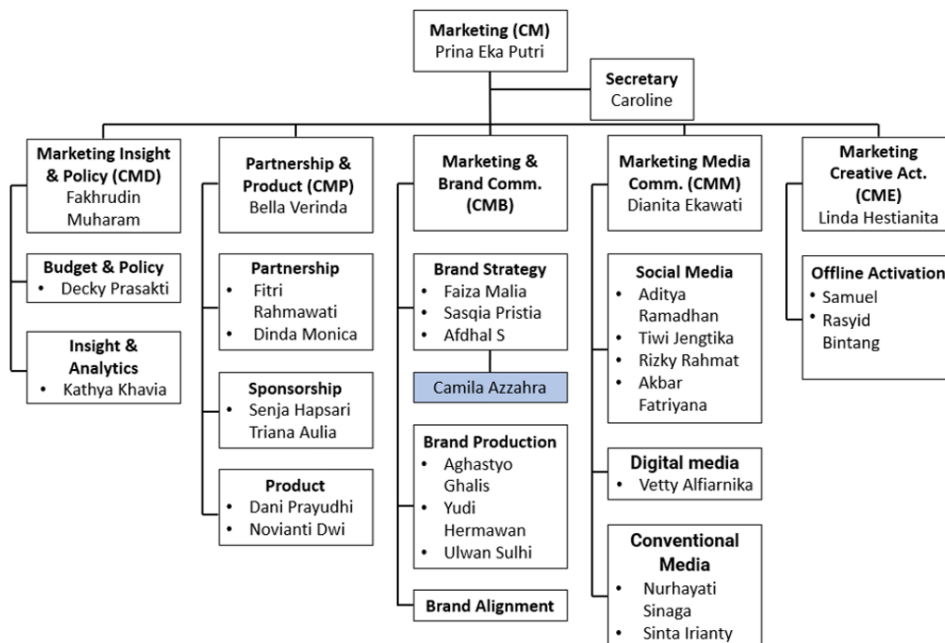 Marketing (CM)
Prina Eka Putri
Secretary
Caroline
Marketing Insight
& Policy (CMD)
Fakhrudin
Muharam
Budget & Policy
• Decky Prasakti
Insight &
Analytics
• Kathya Khavia
Partnership &
Product (CMP)
Bella Verinda
Partnership
• Fitri
Rahmawati
• Dinda Monica
Sponsorship
• Senja Hapsari
Triana Aulia
Product
• Dani Prayudhi
• Novianti Dwi
Marketing &
Brand Comm.
(CMB)
Brand Strategy
• Faiza Malia
• Sasqia Pristia
• Afdhal S
Camila Azzahra
Brand Production
• Aghastyo
Ghalis
• Yudi
Hermawan
• Ulwan Sulhi
Brand Alignment
Marketing Media
Comm. (CMM)
Dianita Ekawati
Social Media
• Aditya
Ramadhan
• Tiwi Jengtika
• Rizky Rahmat
• Akbar
Fatriyana
Digital media
• Vetty Alfiarnika
Conventional
Media
• Nurhayati
Sinaga
• Sinta Irianty
Marketing
Creative Act.
(CME)
Linda Hestianita
Offline Activation
• Samuel
• Rasyid
Bintang